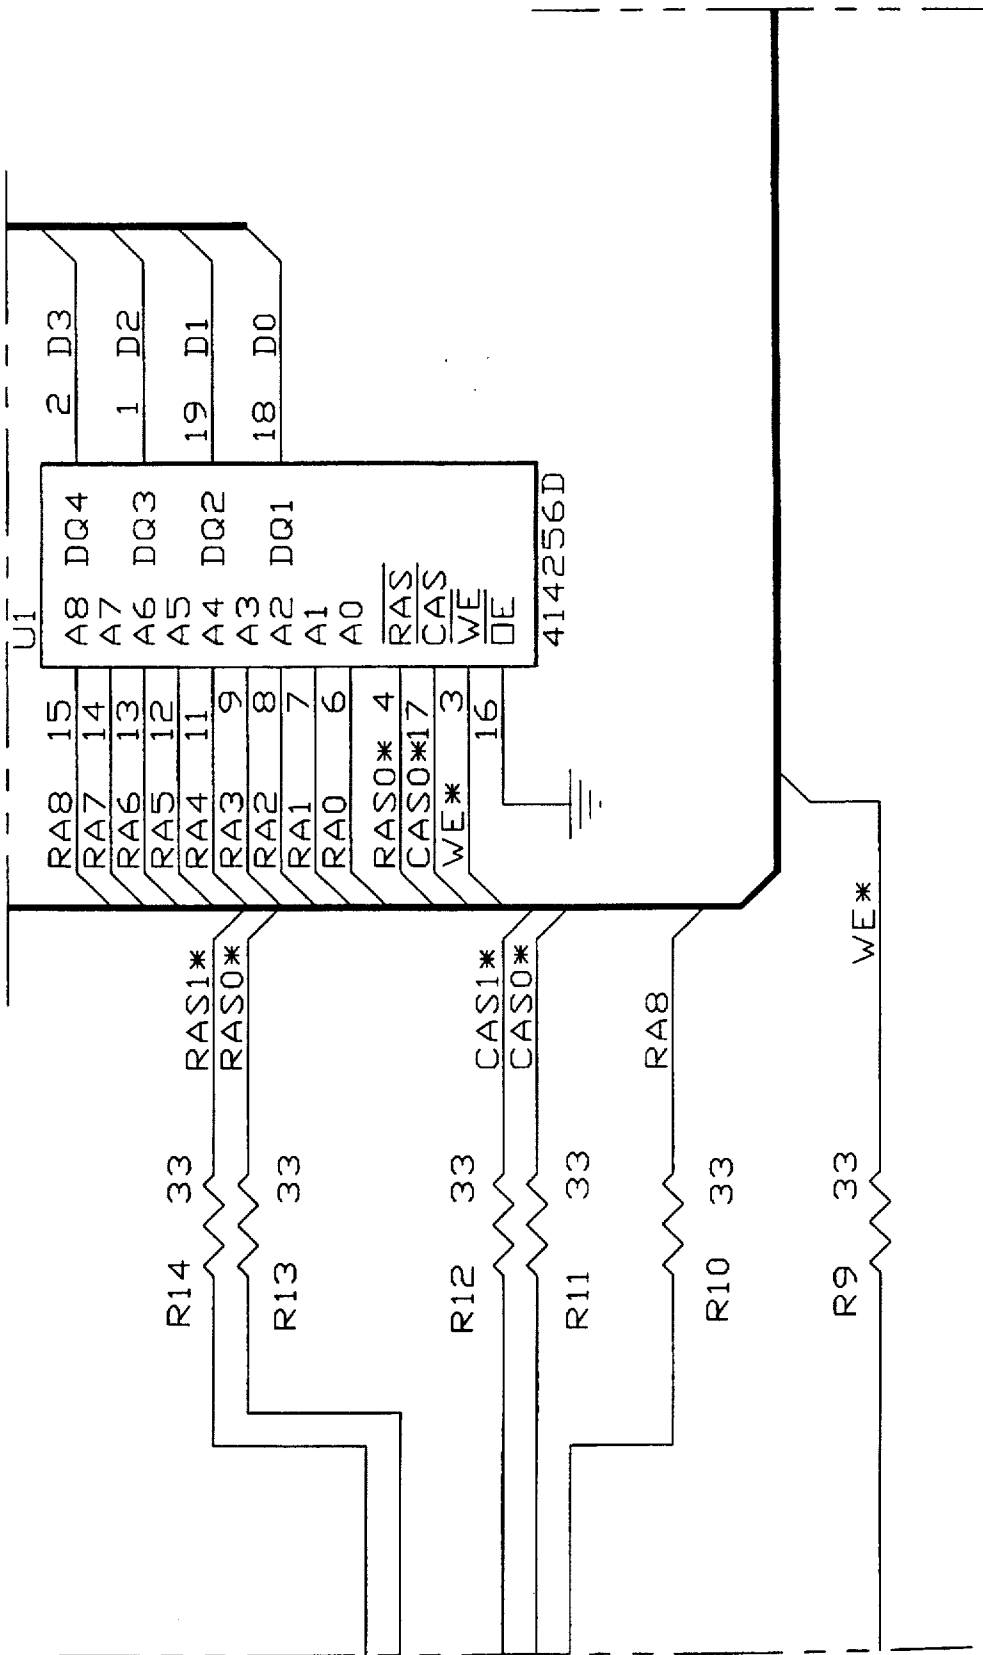 U1
RA8 15 A8 DQ4 2 D3
RA7 14 A7
RA6 13 A6 DQ3 1 D2
RA5 12 A5
RA4 11 A4 DQ2 19 D1
RA3 9 A3
RA2 8 A2 DQ1 18 D0
RA1 7 A1
RA0 6 A0
RAS0* 4 RAS
CAS0* 17 CAS
WE* 3 WE
16 OE
414256D
R14 33 RAS1*
RAS0*
R13 33
R12 33 CAS1*
CAS0*
R11 33
RA8
R10 33
R9 33 WE*